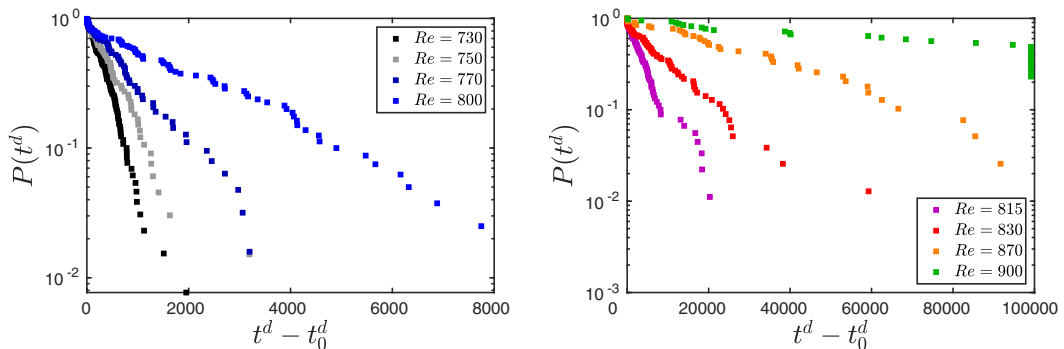 10^0
10^-1
10^-2
P(t^d)
0
2000
4000
6000
8000
t^d − t_0^d
Re = 730
Re = 750
Re = 770
Re = 800
10^0
10^-1
10^-2
10^-3
P(t^d)
0
20000
40000
60000
80000
100000
t^d − t_0^d
Re = 815
Re = 830
Re = 870
Re = 900